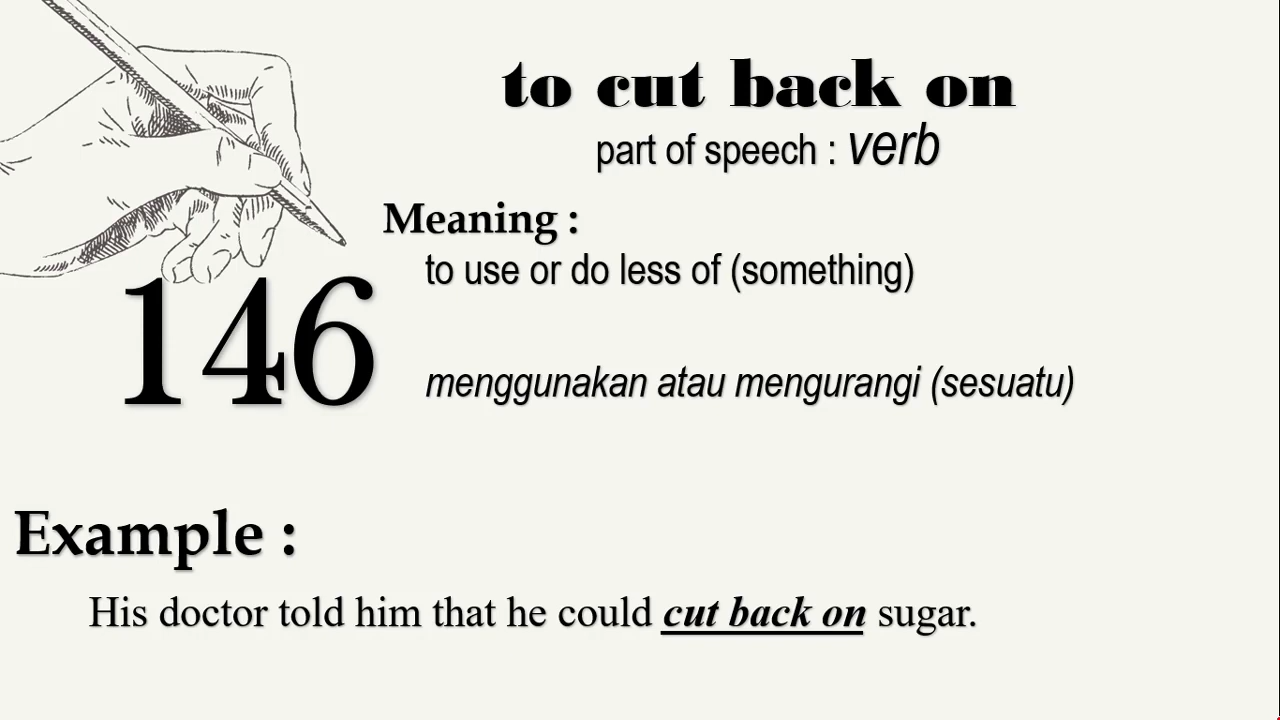 to cut back on
part of speech : verb
Meaning :
to use or do less of (something)
146
menggunakan atau mengurangi (sesuatu)
Example :
His doctor told him that he could cut back on sugar.